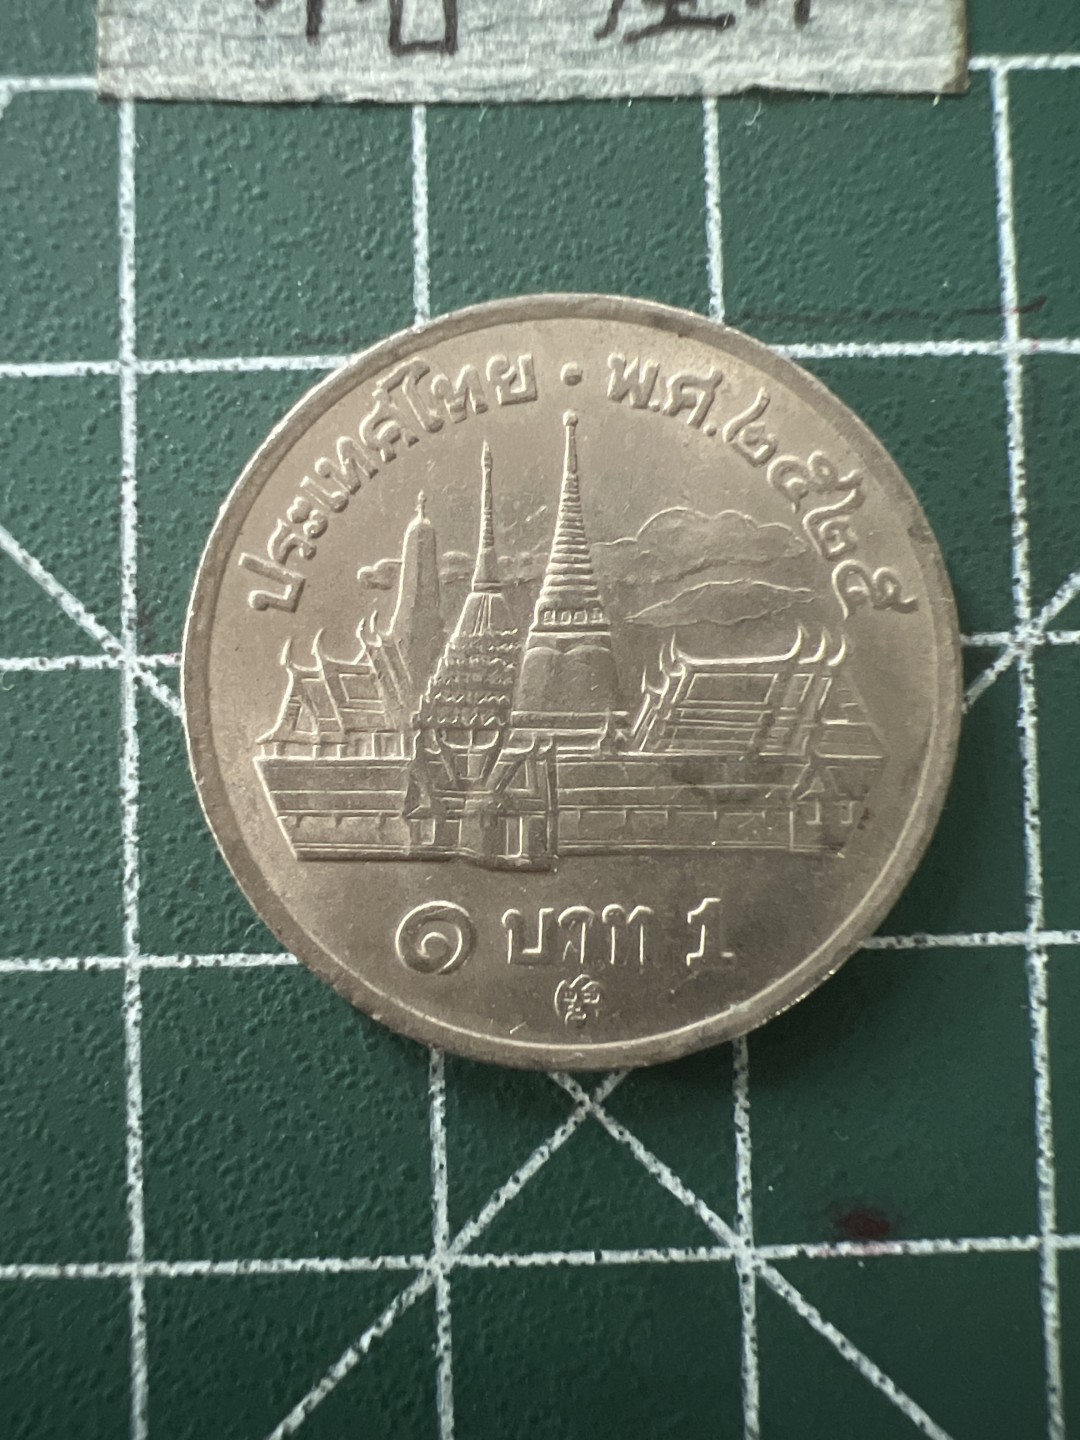 ประเทศไทย • พ.ศ.๒๕๒๕
๑ บาท 1